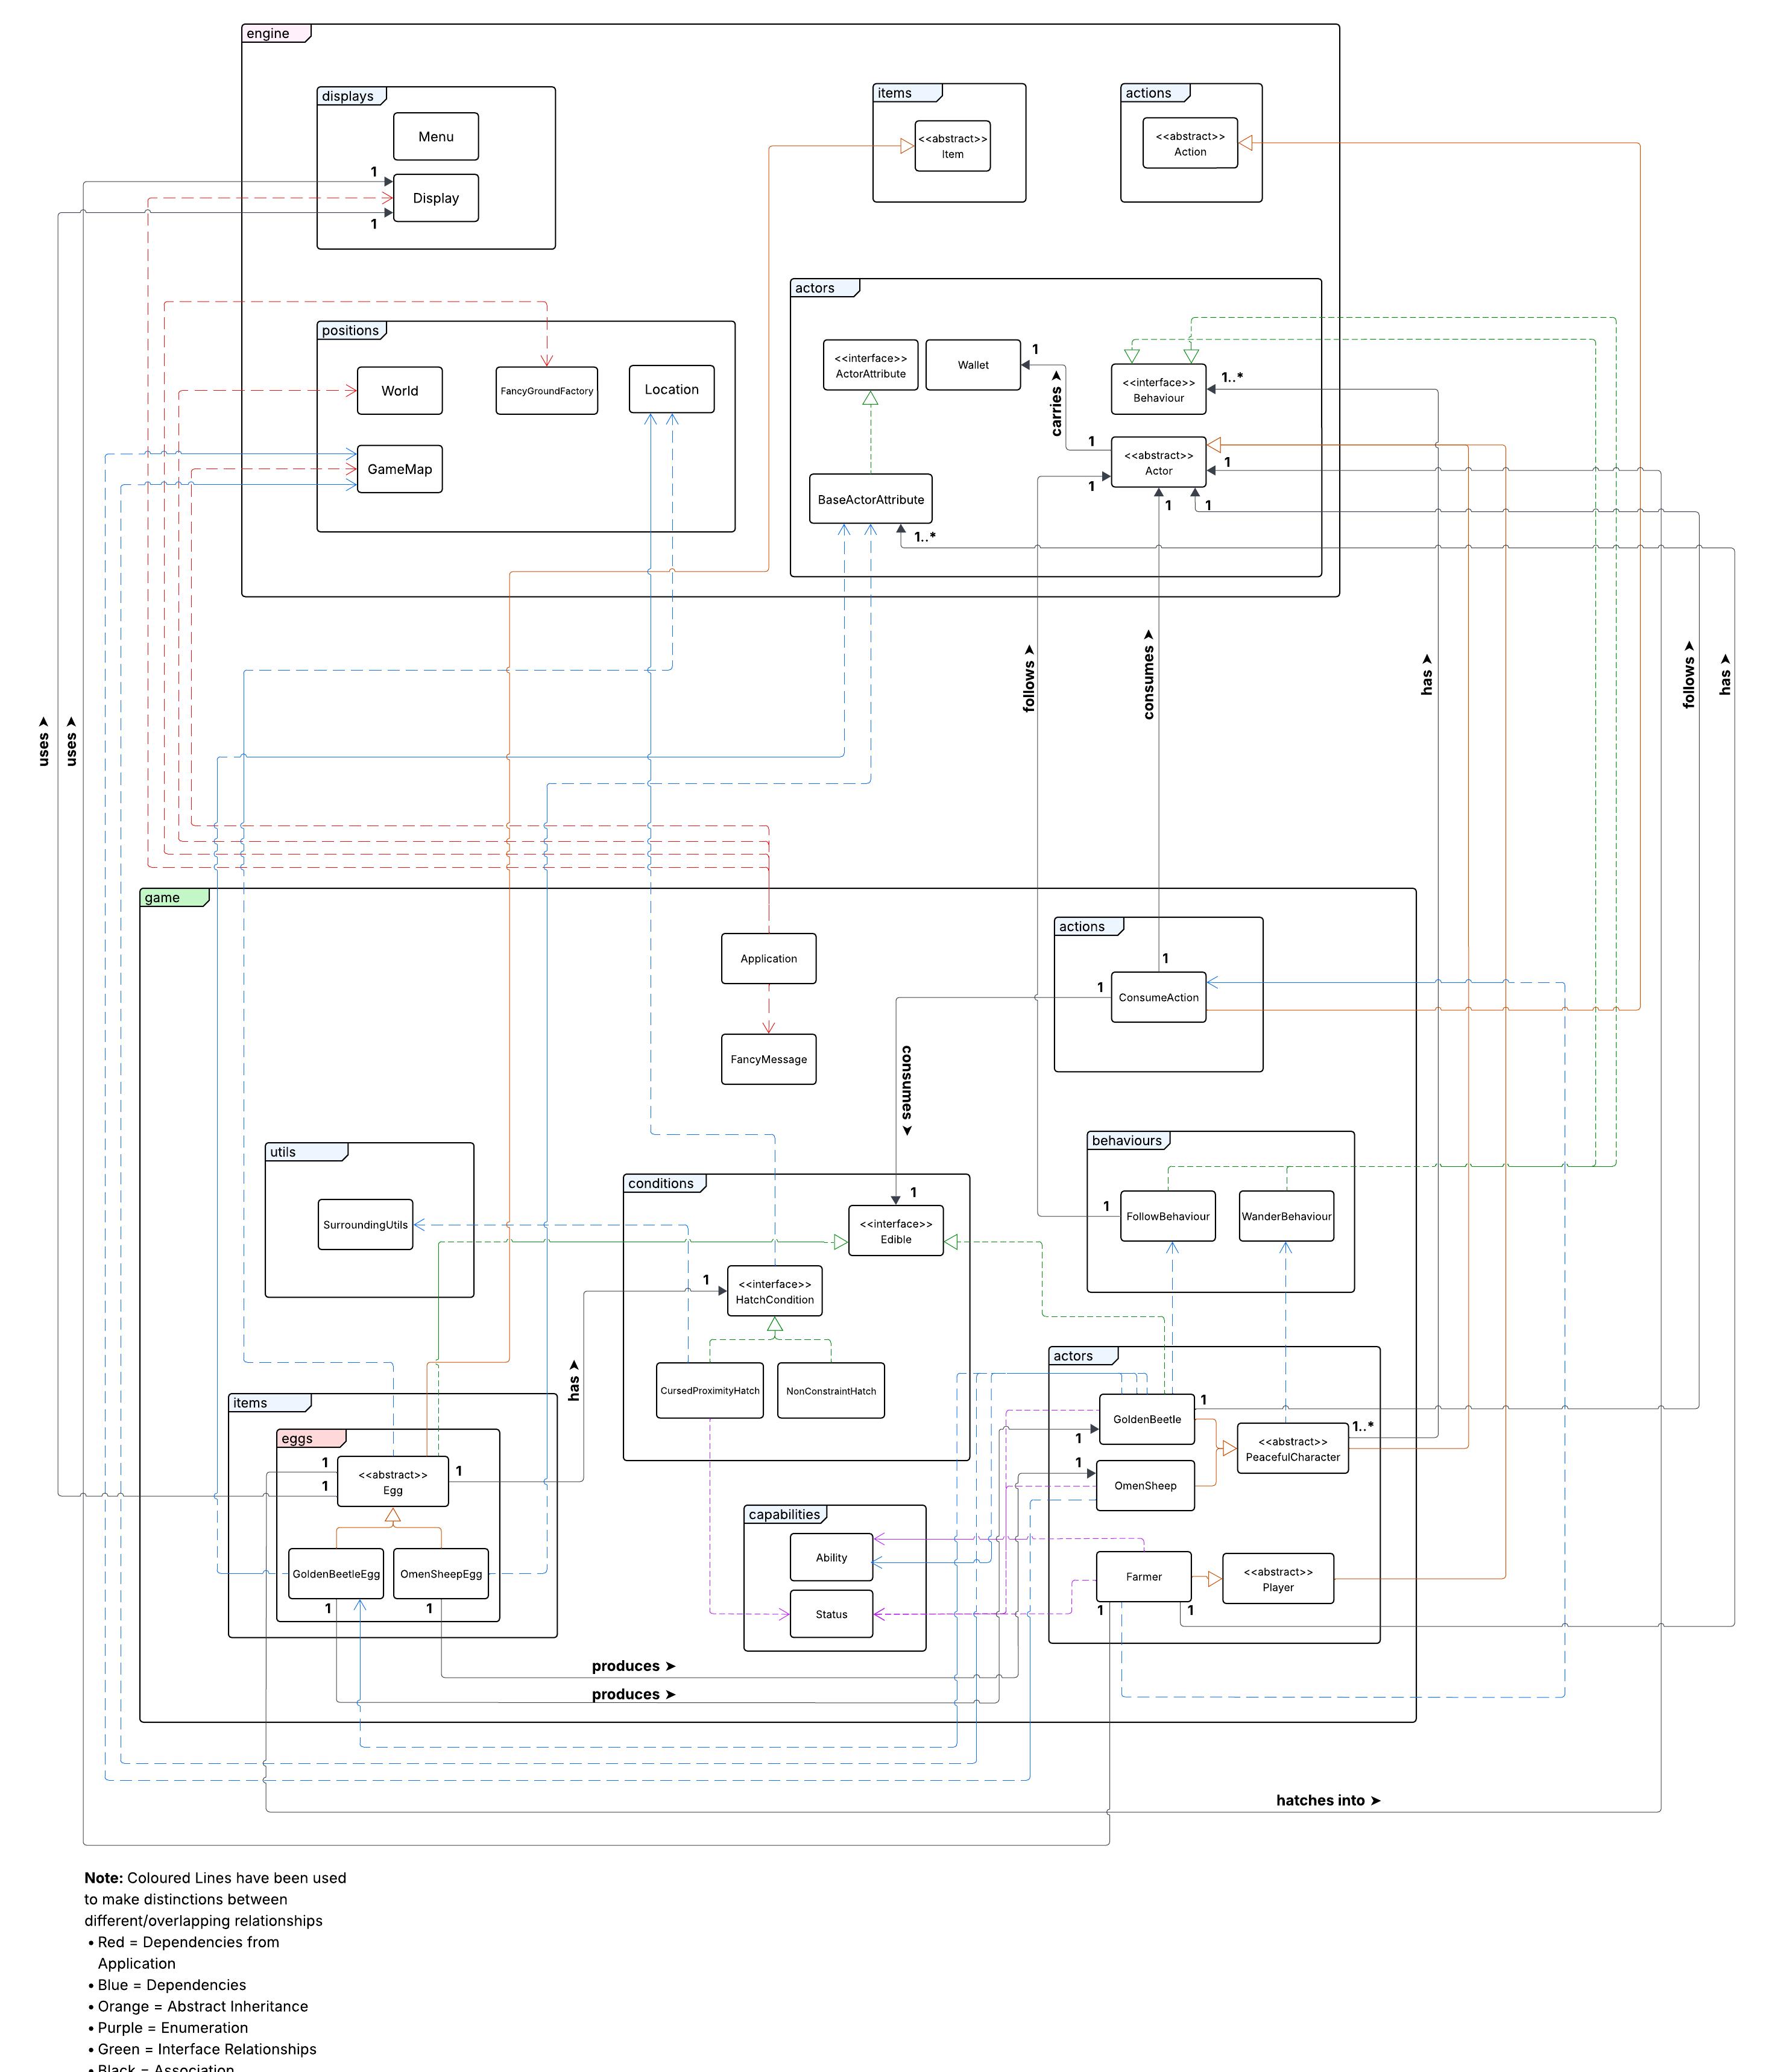 engine
displays
Menu
1
Display
1
items
<<abstract>>
Item
actions
<<abstract>>
Action
positions
World
FancyGroundFactory
Location
GameMap
actors
<<interface>>
ActorAttribute
Wallet
1
carries ➤
1
<<interface>>
Behaviour
1..*
<<abstract>>
Actor
1
1
1
1
BaseActorAttribute
1..*
uses ➤
uses ➤
follows ➤
consumes ➤
has ➤
follows ➤
has ➤
game
Application
FancyMessage
actions
1
1
ConsumeAction
consumes ➤
utils
SurroundingUtils
conditions
1
<<interface>>
Edible
1
<<interface>>
HatchCondition
CursedProximityHatch
NonConstraintHatch
has ➤
behaviours
1
FollowBehaviour
WanderBehaviour
items
eggs
1
1
<<abstract>>
Egg
1
GoldenBeetleEgg
OmenSheepEgg
1
1
capabilities
Ability
Status
actors
1
GoldenBeetle
1
1..*
<<abstract>>
PeacefulCharacter
1
OmenSheep
Farmer
<<abstract>>
Player
1
1
produces ➤
produces ➤
hatches into ➤
Note: Coloured Lines have been used
to make distinctions between
different/overlapping relationships
• Red = Dependencies from
Application
• Blue = Dependencies
• Orange = Abstract Inheritance
• Purple = Enumeration
• Green = Interface Relationships
• Black = Association